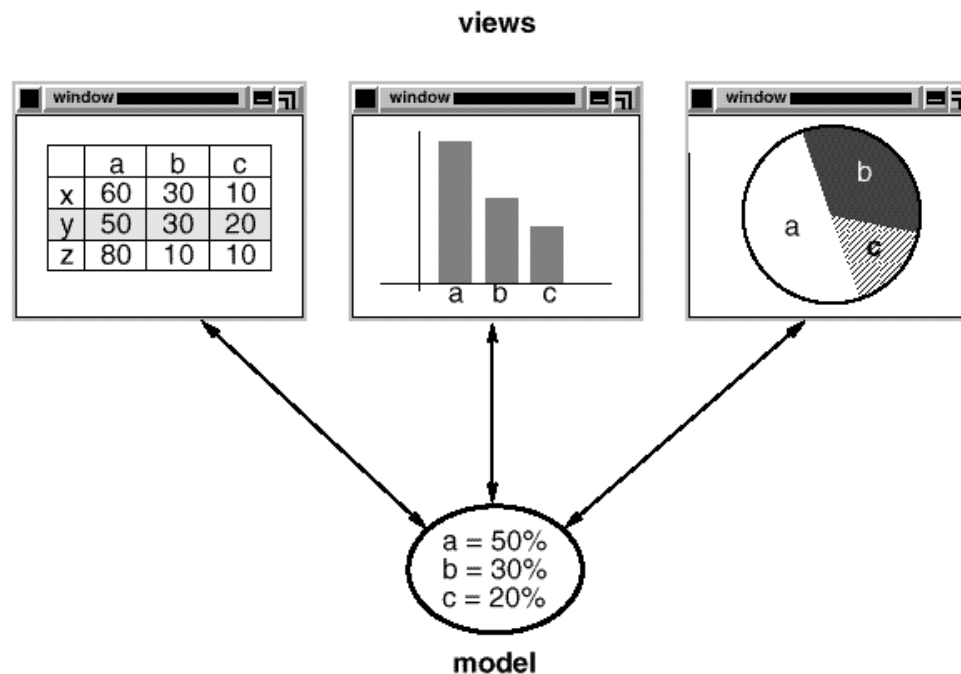 views
window
a b c
x 60 30 10
y 50 30 20
z 80 10 10
window
a b c
window
b
a
c
a = 50%
b = 30%
c = 20%
model